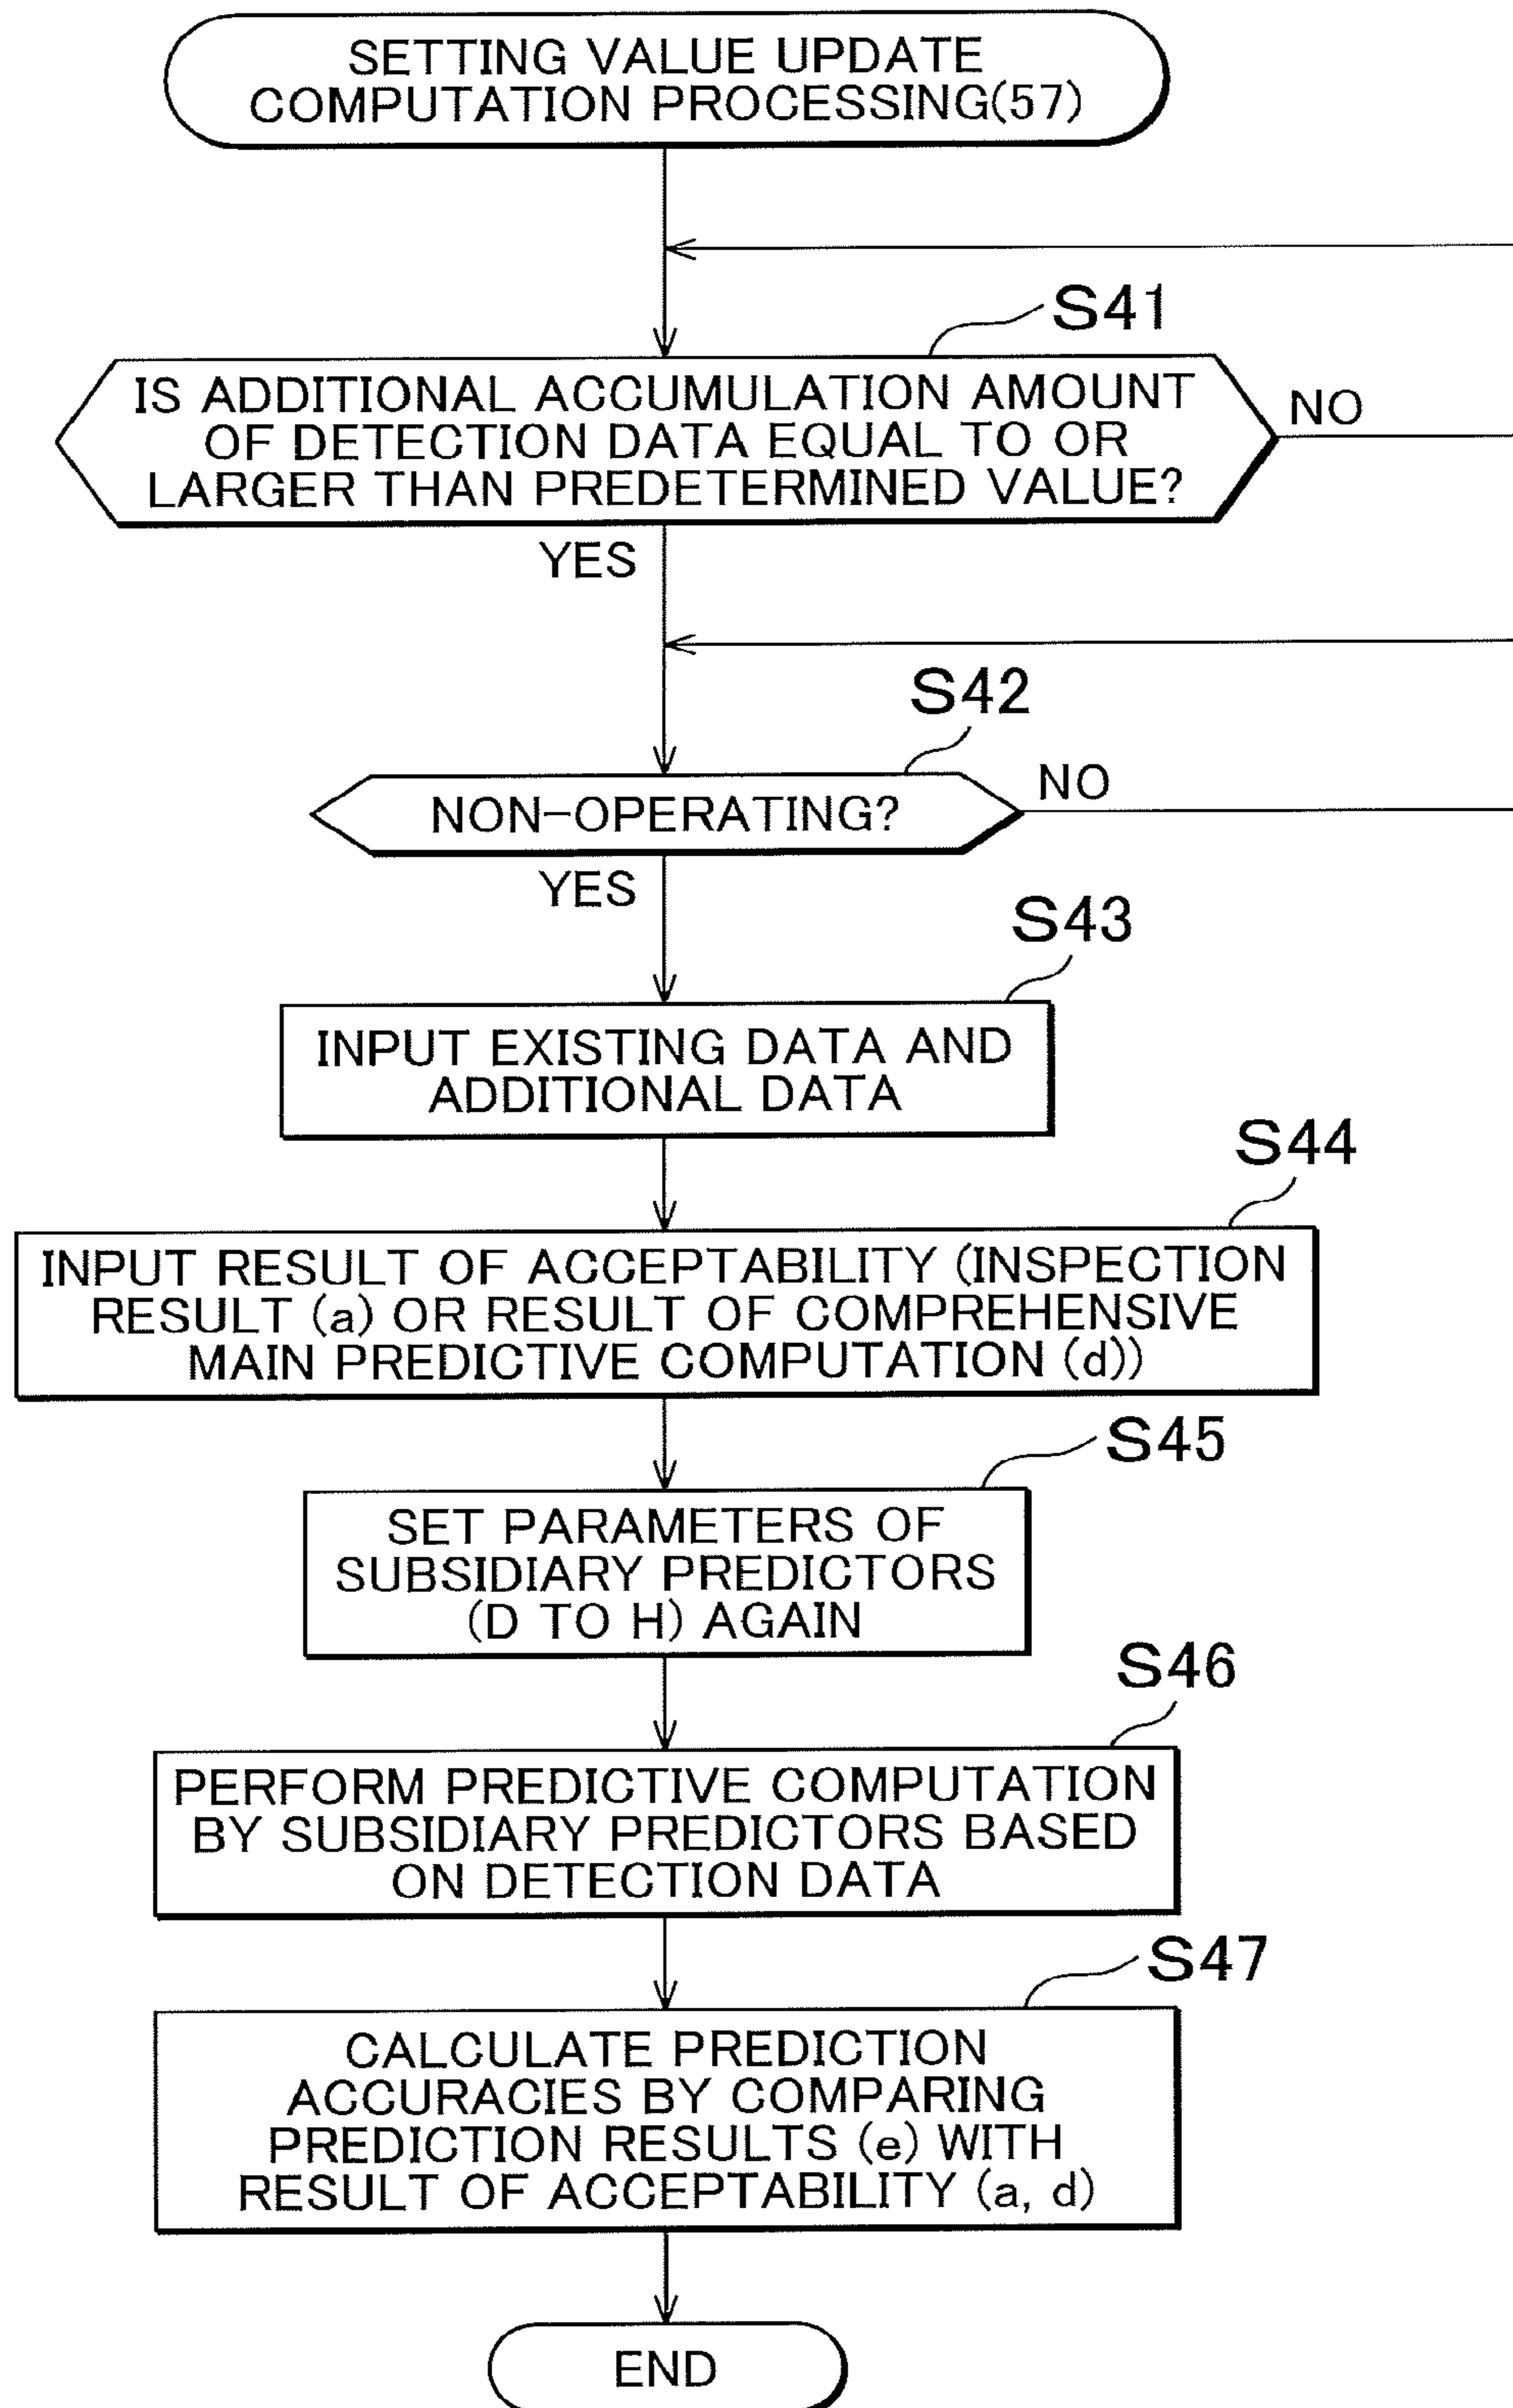 SETTING VALUE UPDATE
COMPUTATION PROCESSING(57)
S41
IS ADDITIONAL ACCUMULATION AMOUNT
OF DETECTION DATA EQUAL TO OR
LARGER THAN PREDETERMINED VALUE?
NO
YES
S42
NON-OPERATING?
NO
YES
S43
INPUT EXISTING DATA AND
ADDITIONAL DATA
S44
INPUT RESULT OF ACCEPTABILITY (INSPECTION
RESULT (a) OR RESULT OF COMPREHENSIVE
MAIN PREDICTIVE COMPUTATION (d))
S45
SET PARAMETERS OF
SUBSIDIARY PREDICTORS
(D TO H) AGAIN
S46
PERFORM PREDICTIVE COMPUTATION
BY SUBSIDIARY PREDICTORS BASED
ON DETECTION DATA
S47
CALCULATE PREDICTION
ACCURACIES BY COMPARING
PREDICTION RESULTS (e) WITH
RESULT OF ACCEPTABILITY (a, d)
END